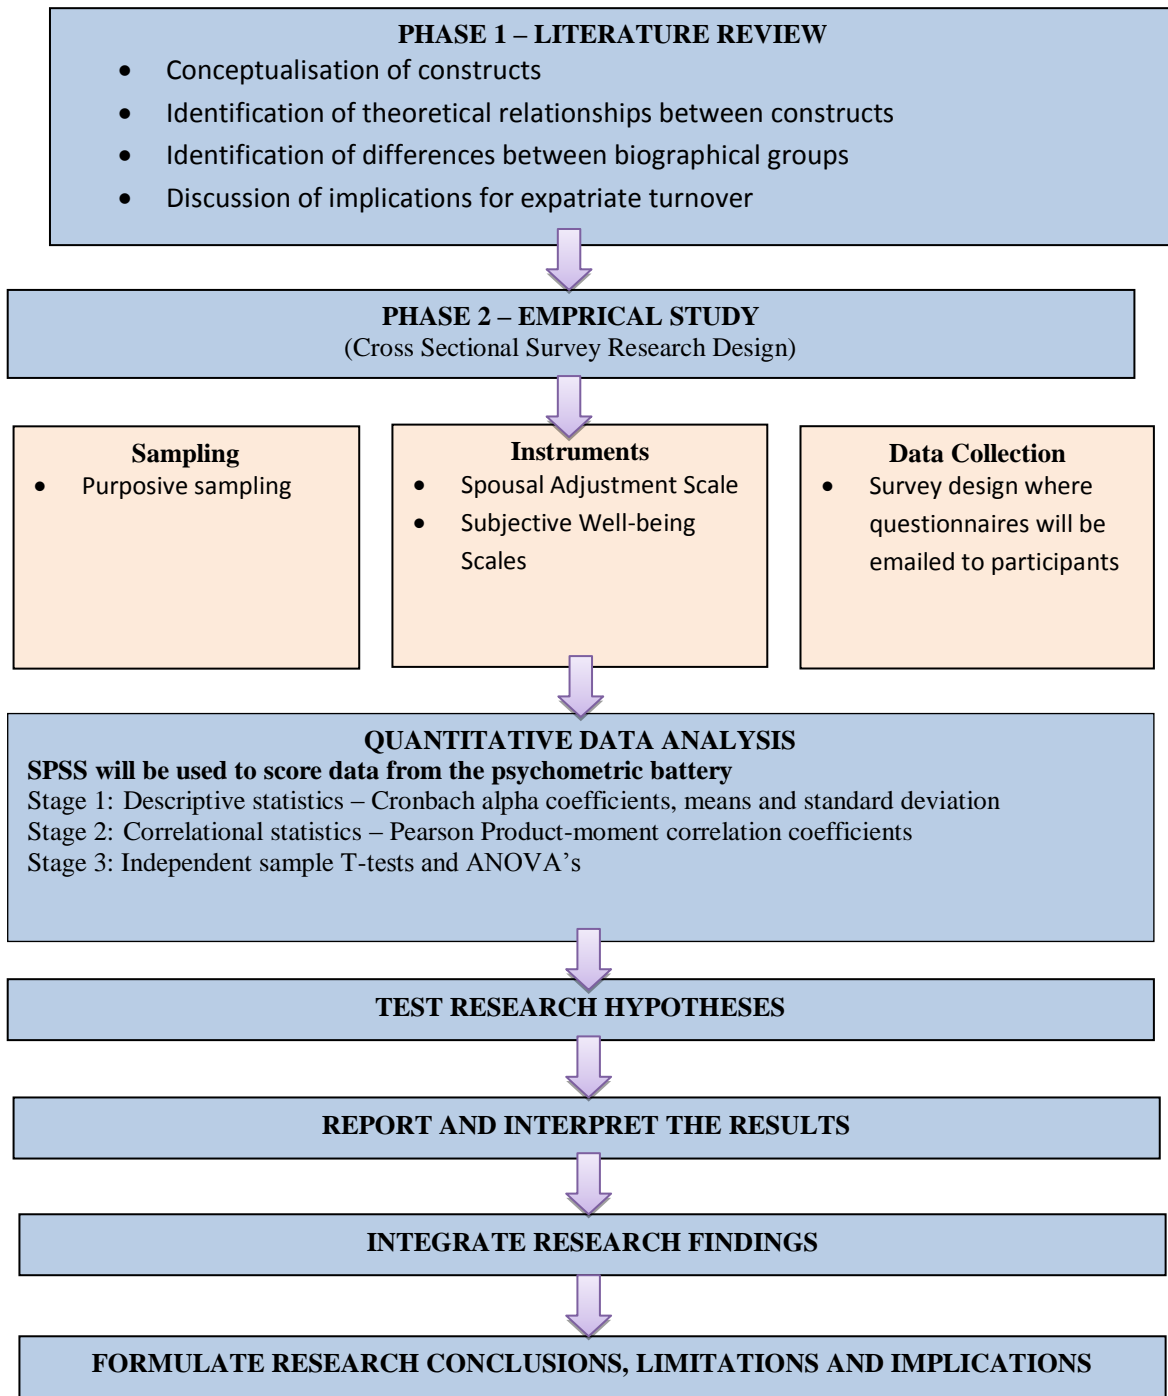 PHASE 1 – LITERATURE REVIEW
• Conceptualisation of constructs
• Identification of theoretical relationships between constructs
• Identification of differences between biographical groups
• Discussion of implications for expatriate turnover
PHASE 2 – EMPRICAL STUDY
(Cross Sectional Survey Research Design)
Sampling
• Purposive sampling
Instruments
• Spousal Adjustment Scale
• Subjective Well-being
Scales
Data Collection
• Survey design where
questionnaires will be
emailed to participants
QUANTITATIVE DATA ANALYSIS
SPSS will be used to score data from the psychometric battery
Stage 1: Descriptive statistics – Cronbach alpha coefficients, means and standard deviation
Stage 2: Correlational statistics – Pearson Product-moment correlation coefficients
Stage 3: Independent sample T-tests and ANOVA’s
TEST RESEARCH HYPOTHESES
REPORT AND INTERPRET THE RESULTS
INTEGRATE RESEARCH FINDINGS
FORMULATE RESEARCH CONCLUSIONS, LIMITATIONS AND IMPLICATIONS